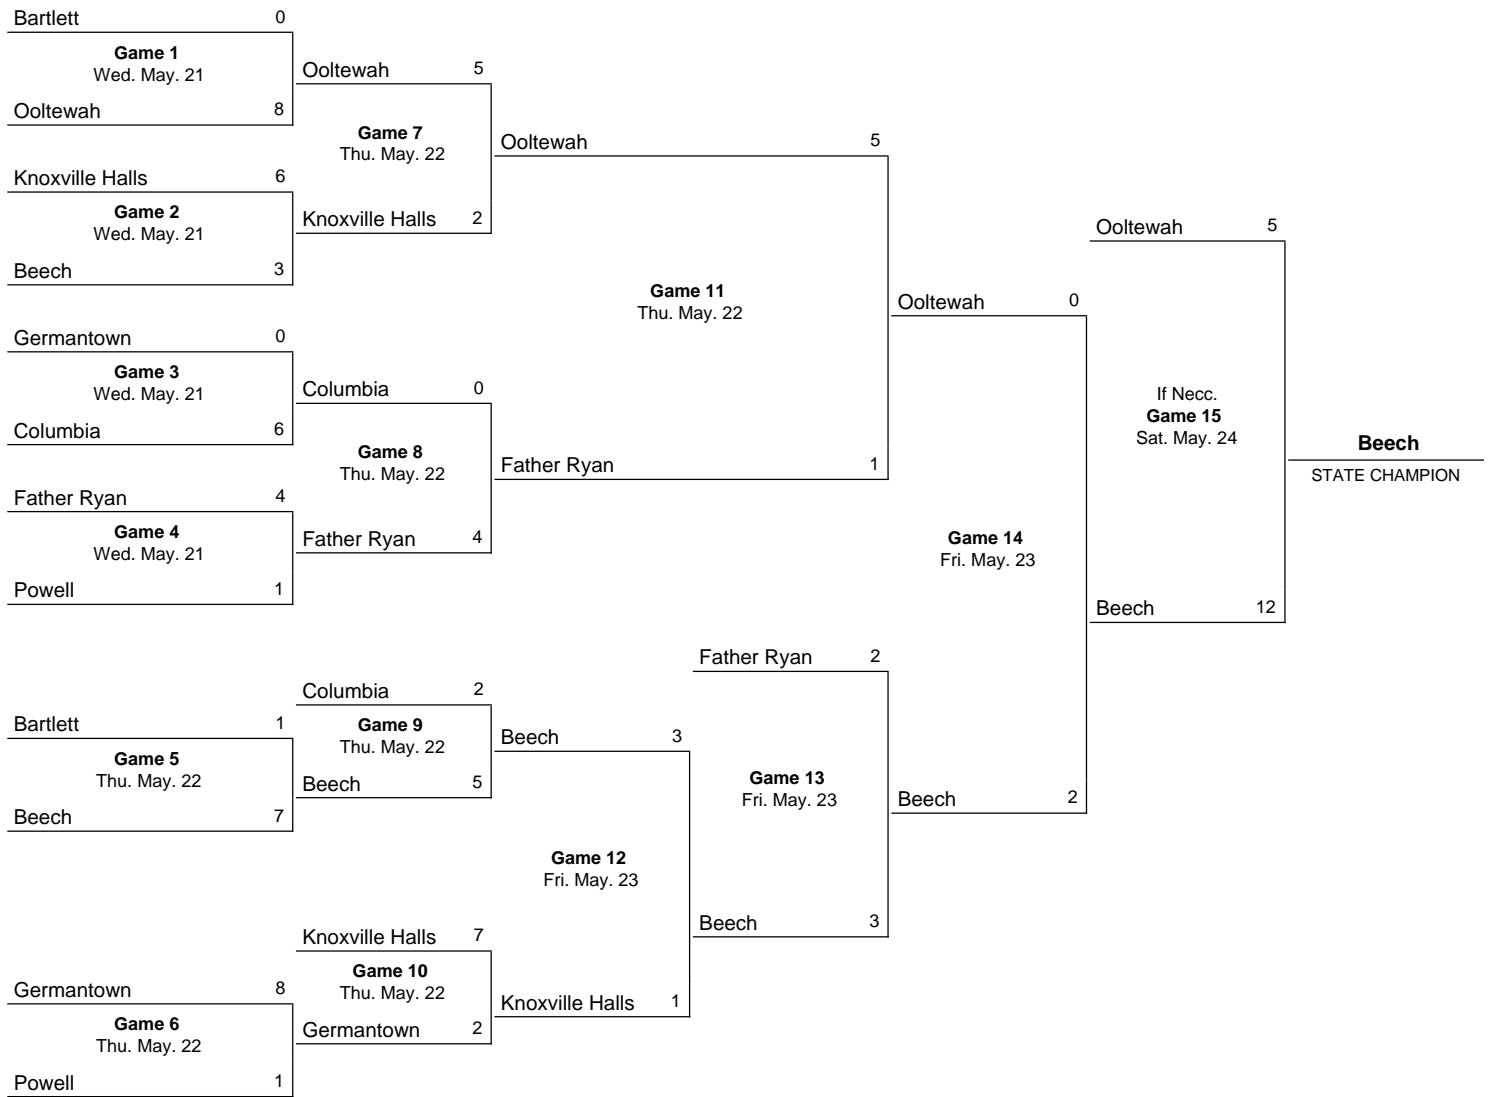 Bartlett 0
Game 1
Wed. May. 21
Ooltewah 8
Knoxville Halls 6
Game 2
Wed. May. 21
Beech 3
Germantown 0
Game 3
Wed. May. 21
Columbia 6
Father Ryan 4
Game 4
Wed. May. 21
Powell 1
Bartlett 1
Game 5
Thu. May. 22
Beech 7
Germantown 8
Game 6
Thu. May. 22
Powell 1
Ooltewah 5
Game 7
Thu. May. 22
Knoxville Halls 2
Columbia 0
Game 8
Thu. May. 22
Father Ryan 4
Columbia 2
Game 9
Thu. May. 22
Beech 5
Knoxville Halls 7
Game 10
Thu. May. 22
Germantown 2
Ooltewah 5
Game 11
Thu. May. 22
Father Ryan 1
Beech 3
Game 12
Fri. May. 23
Knoxville Halls 1
Father Ryan 2
Game 13
Fri. May. 23
Beech 3
Ooltewah 0
Game 14
Fri. May. 23
Beech 2
Ooltewah 5
If Necc.
Game 15
Sat. May. 24
Beech 12
Beech
STATE CHAMPION